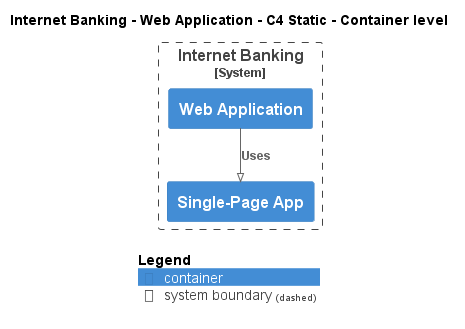 Internet Banking - Web Application - C4 Static - Container level
Internet Banking
[System]
Web Application
Uses
Single-Page App
Legend
container
system boundary (dashed)